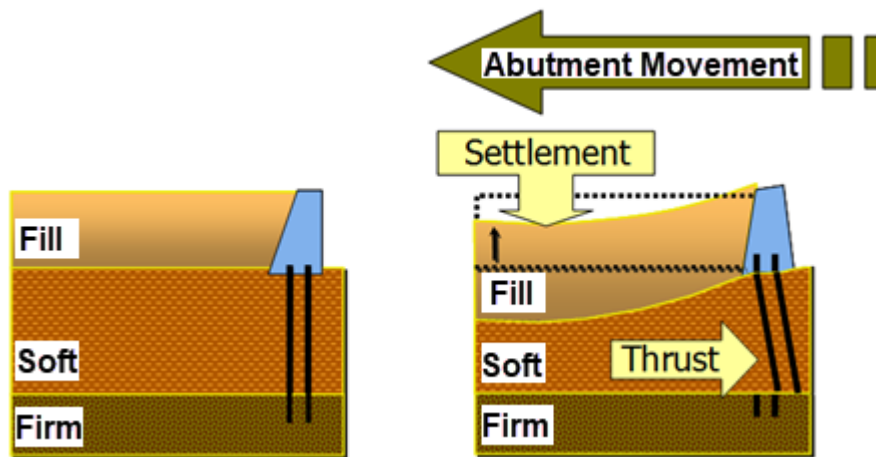 Abutment Movement
Settlement
Fill
Soft
Firm
Fill
Soft
Thrust
Firm